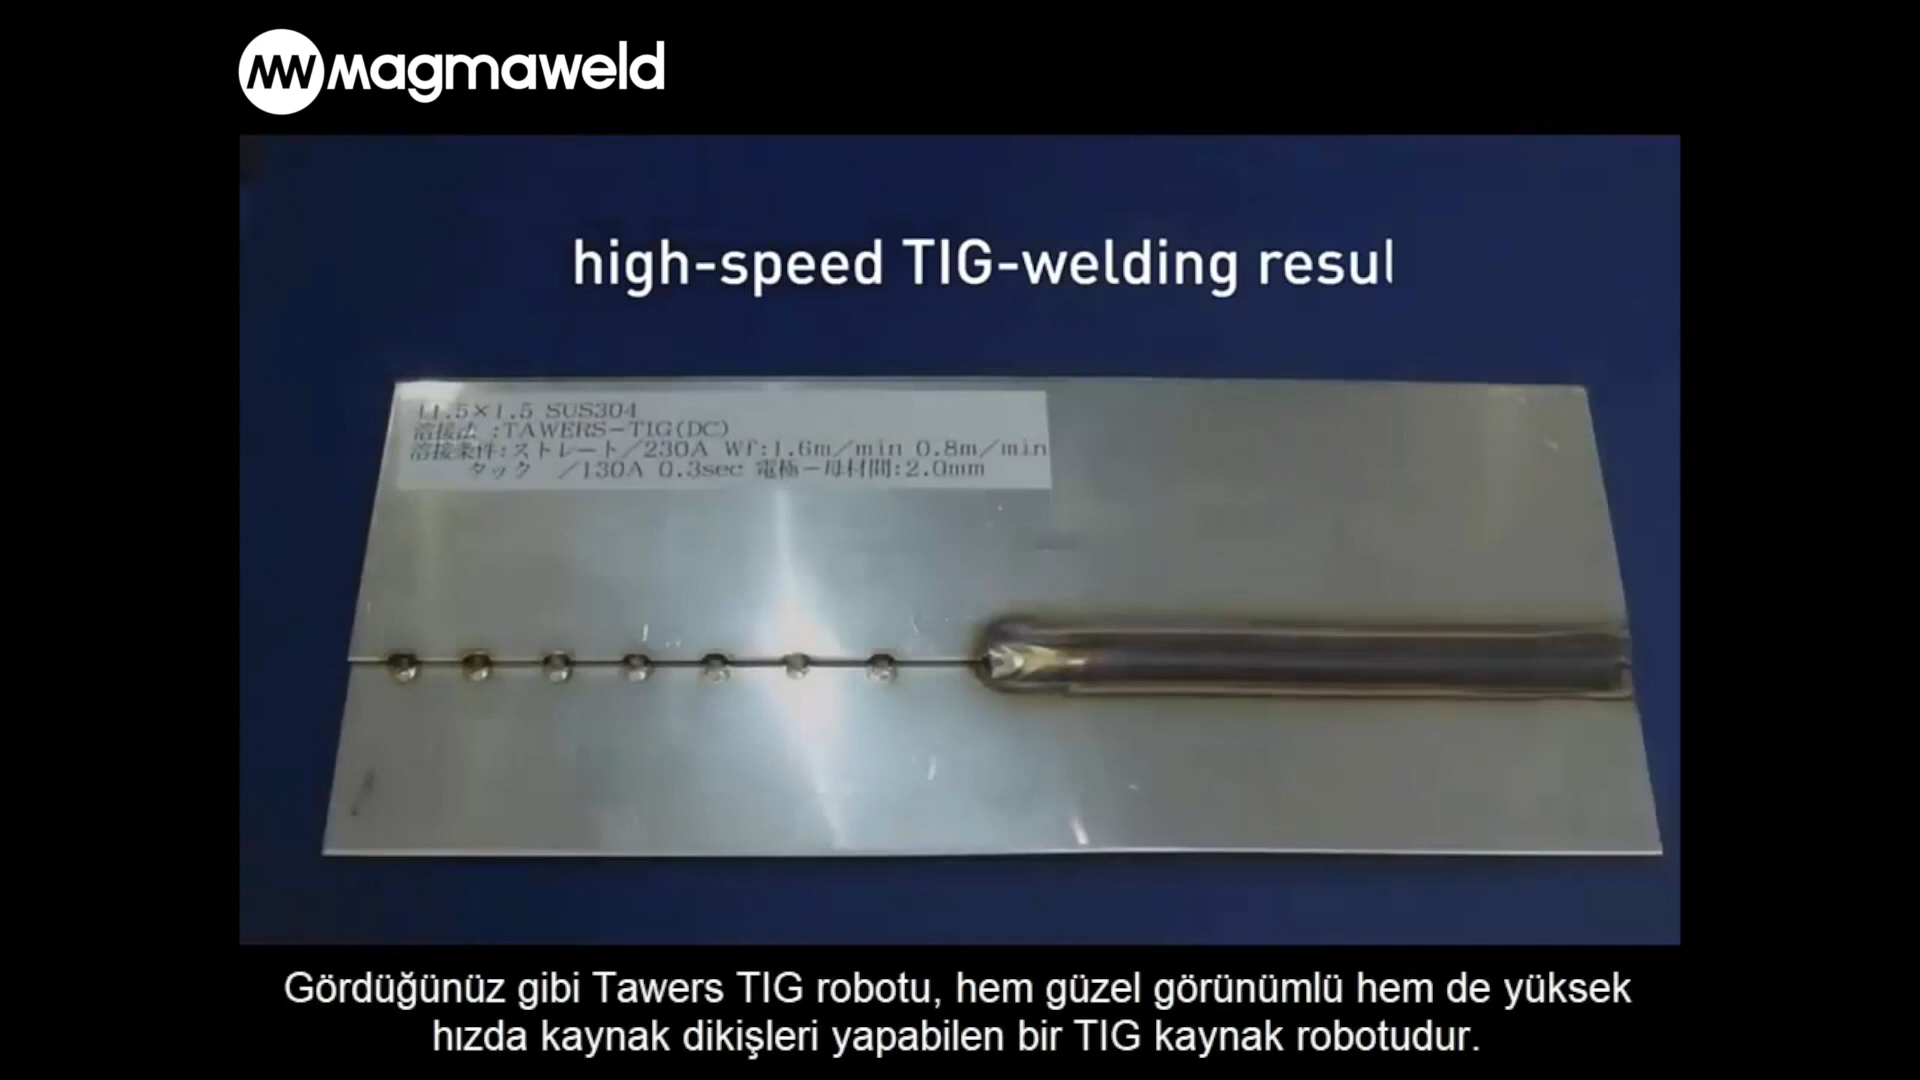 magmaweld
high-speed TIG-welding resul
t1.5×1.5 SUS304
溶接法 :TAWERS-TIG(DC)
溶接条件:ストレート/230A Wf:1.6m/min 0.8m/min
タック /130A 0.3sec 電極-母材間:2.0mm
Gördüğünüz gibi Tawers TIG robotu, hem güzel görünümlü hem de yüksek
hızda kaynak dikişleri yapabilen bir TIG kaynak robotudur.